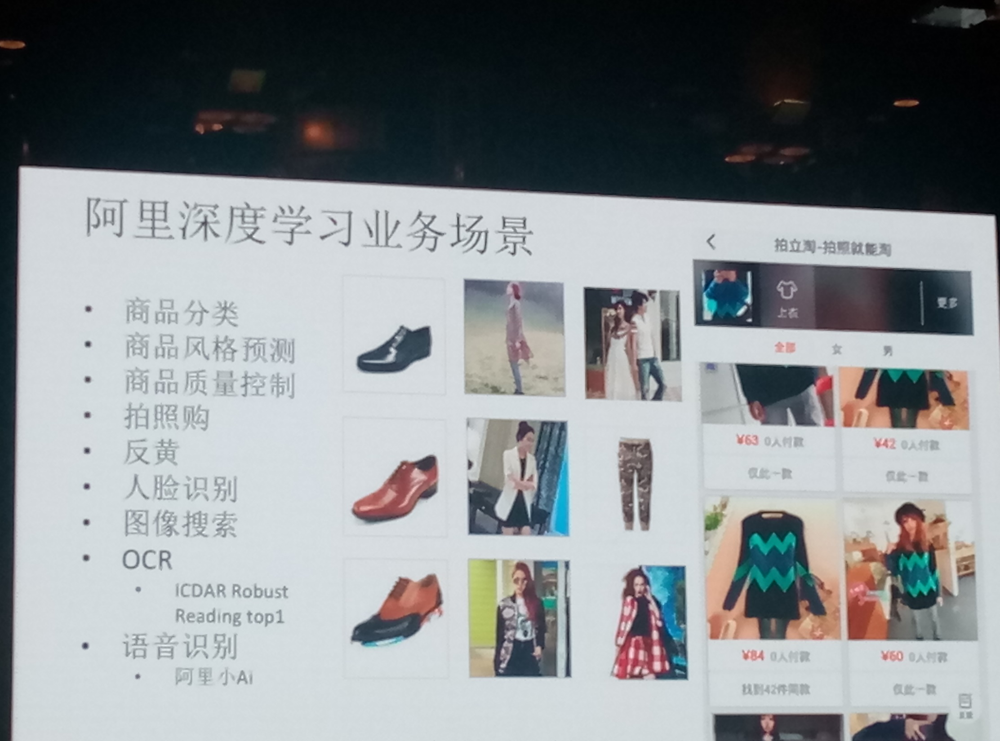 阿里深度学习业务场景
商品分类
商品风格预测
商品质量控制
拍照购
反黄
人脸识别
图像搜索
OCR
ICDAR Robust
Reading top1
语音识别
阿里小Ai
拍立淘-拍照就能淘
上衣
更多
全部 女 男
¥63 0人付款
¥42 0人付款
仅此一款
仅此一款
¥84 0人付款
¥60 0人付款
找到42件同款
仅此一款